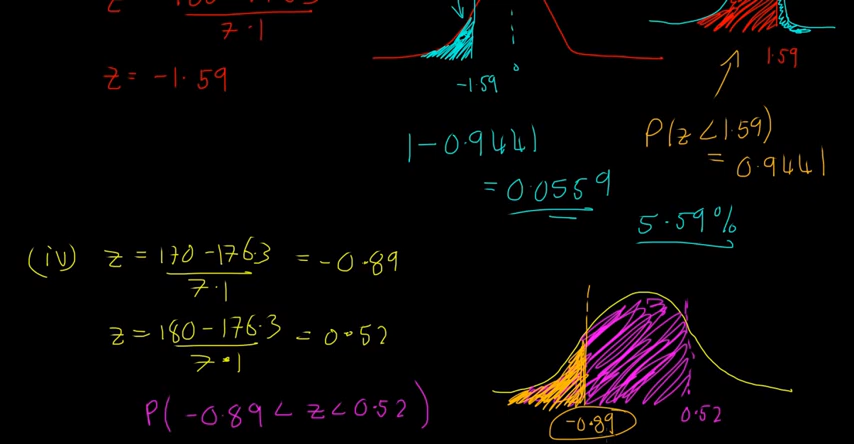 7.1
z = -1.59
-1.59
0
1.59
1-0.9441
= 0.0559
P(z<1.59)
= 0.9441
5.59%
(iv) z = 170-176.3 = -0.89
7.1
z = 180-176.3 = 0.52
7.1
P(-0.89 < z < 0.52)
-0.89
0.52